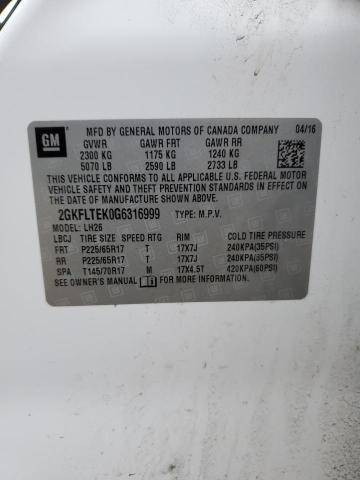 GM
MFD BY GENERAL MOTORS OF CANADA COMPANY 04/16
GVWR GAWR FRT GAWR RR
2300 KG 1175 KG 1240 KG
5070 LB 2590 LB 2733 LB
THIS VEHICLE CONFORMS TO ALL APPLICABLE U.S. FEDERAL MOTOR
VEHICLE SAFETY, BUMPER, AND THEFT PREVENTION STANDARDS IN
EFFECT ON THE DATE OF MANUFACTURE SHOWN ABOVE.
2GKFLTEK0G6316999 TYPE: M.P.V.
MODEL: LH26
LBCJ TIRE SIZE SPEED RTG RIM COLD TIRE PRESSURE
FRT P225/65R17 T 17X7J 240KPA(35PSI)
RR P225/65R17 T 17X7J 240KPA(35PSI)
SPA T145/70R17 M 17X4.5T 420KPA(60PSI)
SEE OWNER'S MANUAL FOR MORE INFORMATION